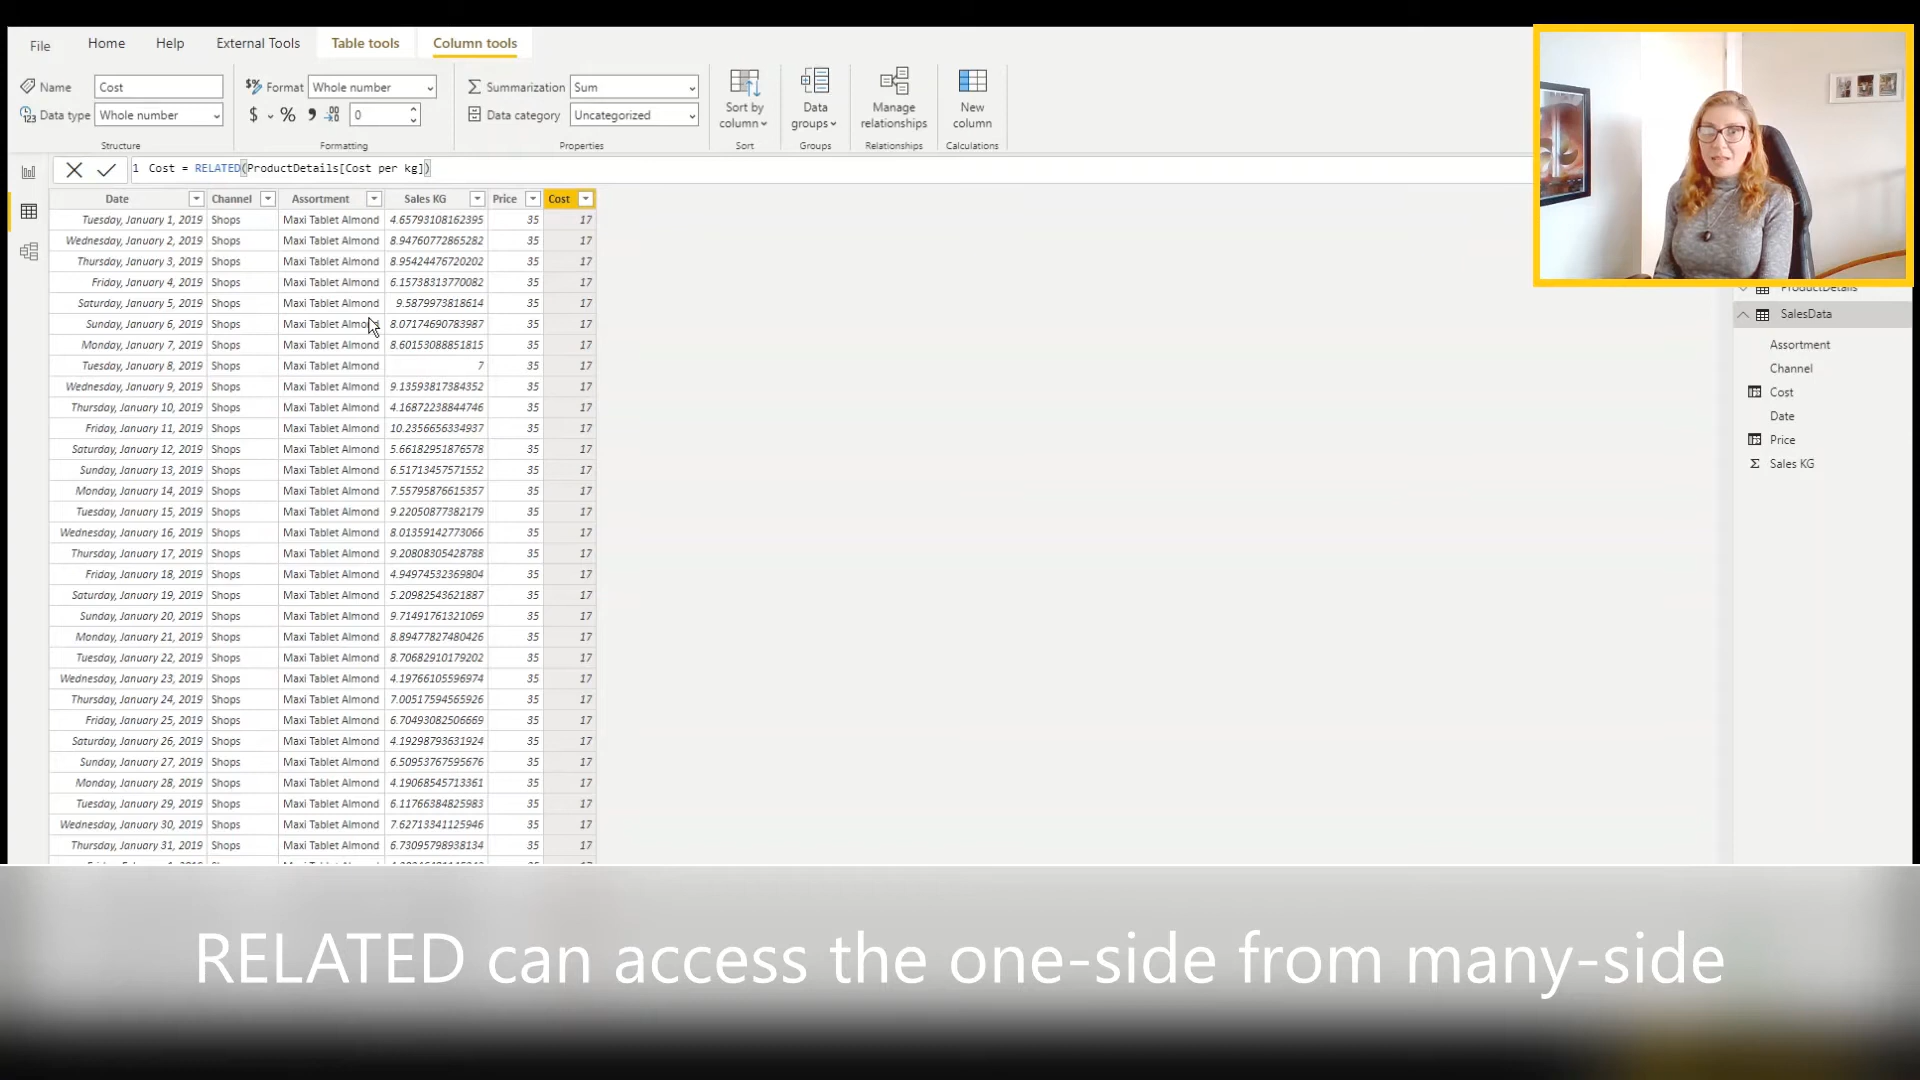 File Home Help External Tools Table tools Column tools
Name Cost Format Whole number Summarization Sum Sort by column Data groups Manage relationships New column
Data type Whole number $ % 0 Data category Uncategorized
Structure Formatting Properties Sort Groups Relationships Calculations
1 Cost = RELATED(ProductDetails[Cost per kg])
Date Channel Assortment Sales KG Price Cost
Tuesday, January 1, 2019 Shops Maxi Tablet Almond 4.65793108162395 35 17
Wednesday, January 2, 2019 Shops Maxi Tablet Almond 8.94760772865282 35 17
Thursday, January 3, 2019 Shops Maxi Tablet Almond 8.95424476720202 35 17
Friday, January 4, 2019 Shops Maxi Tablet Almond 6.15738313770082 35 17
Saturday, January 5, 2019 Shops Maxi Tablet Almond 9.5879973818614 35 17
Sunday, January 6, 2019 Shops Maxi Tablet Almond 8.07174690783987 35 17
Monday, January 7, 2019 Shops Maxi Tablet Almond 8.60153088851815 35 17
Tuesday, January 8, 2019 Shops Maxi Tablet Almond 7 35 17
Wednesday, January 9, 2019 Shops Maxi Tablet Almond 9.13593817384352 35 17
Thursday, January 10, 2019 Shops Maxi Tablet Almond 4.16872238844746 35 17
Friday, January 11, 2019 Shops Maxi Tablet Almond 10.2356656334937 35 17
Saturday, January 12, 2019 Shops Maxi Tablet Almond 5.66182951876578 35 17
Sunday, January 13, 2019 Shops Maxi Tablet Almond 6.51713457571552 35 17
Monday, January 14, 2019 Shops Maxi Tablet Almond 7.55795876615357 35 17
Tuesday, January 15, 2019 Shops Maxi Tablet Almond 9.22050877382179 35 17
Wednesday, January 16, 2019 Shops Maxi Tablet Almond 8.01359142773066 35 17
Thursday, January 17, 2019 Shops Maxi Tablet Almond 9.20808305428788 35 17
Friday, January 18, 2019 Shops Maxi Tablet Almond 4.94974532369804 35 17
Saturday, January 19, 2019 Shops Maxi Tablet Almond 5.20982543621887 35 17
Sunday, January 20, 2019 Shops Maxi Tablet Almond 9.71491761321069 35 17
Monday, January 21, 2019 Shops Maxi Tablet Almond 8.89477827480426 35 17
Tuesday, January 22, 2019 Shops Maxi Tablet Almond 8.70682910179202 35 17
Wednesday, January 23, 2019 Shops Maxi Tablet Almond 4.19766105596974 35 17
Thursday, January 24, 2019 Shops Maxi Tablet Almond 7.00517594565926 35 17
Friday, January 25, 2019 Shops Maxi Tablet Almond 6.70493082506669 35 17
Saturday, January 26, 2019 Shops Maxi Tablet Almond 4.19298793631924 35 17
Sunday, January 27, 2019 Shops Maxi Tablet Almond 6.50953767595676 35 17
Monday, January 28, 2019 Shops Maxi Tablet Almond 4.19068545713361 35 17
Tuesday, January 29, 2019 Shops Maxi Tablet Almond 6.11766384825983 35 17
Wednesday, January 30, 2019 Shops Maxi Tablet Almond 7.62713341125946 35 17
Thursday, January 31, 2019 Shops Maxi Tablet Almond 6.73095798938134 35 17
ProductDetails
SalesData
Assortment
Channel
Cost
Date
Price
Sales KG
RELATED can access the one-side from many-side